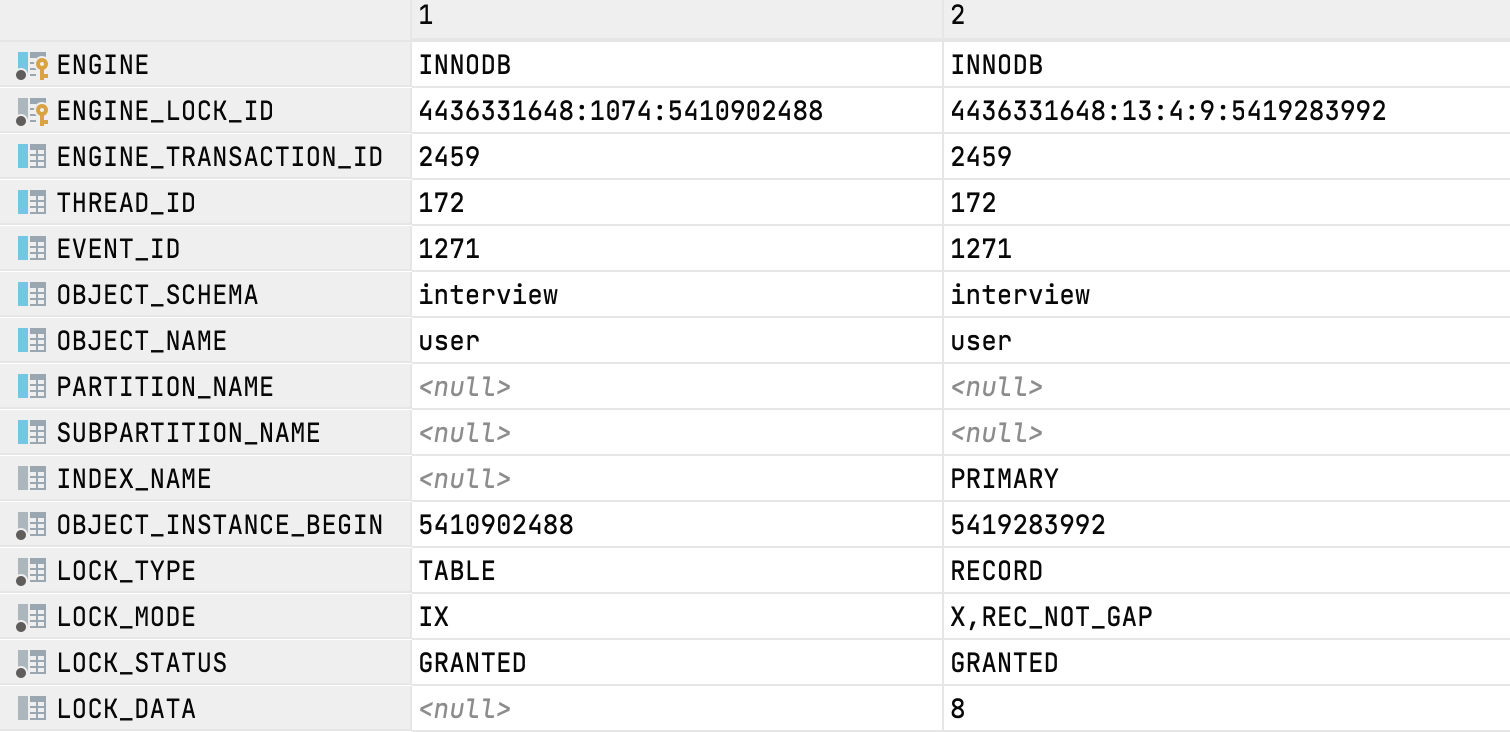 1 2
ENGINE INNODB INNODB
ENGINE_LOCK_ID 4436331648:1074:5410902488 4436331648:13:4:9:5419283992
ENGINE_TRANSACTION_ID 2459 2459
THREAD_ID 172 172
EVENT_ID 1271 1271
OBJECT_SCHEMA interview interview
OBJECT_NAME user user
PARTITION_NAME <null> <null>
SUBPARTITION_NAME <null> <null>
INDEX_NAME <null> PRIMARY
OBJECT_INSTANCE_BEGIN 5410902488 5419283992
LOCK_TYPE TABLE RECORD
LOCK_MODE IX X,REC_NOT_GAP
LOCK_STATUS GRANTED GRANTED
LOCK_DATA <null> 8